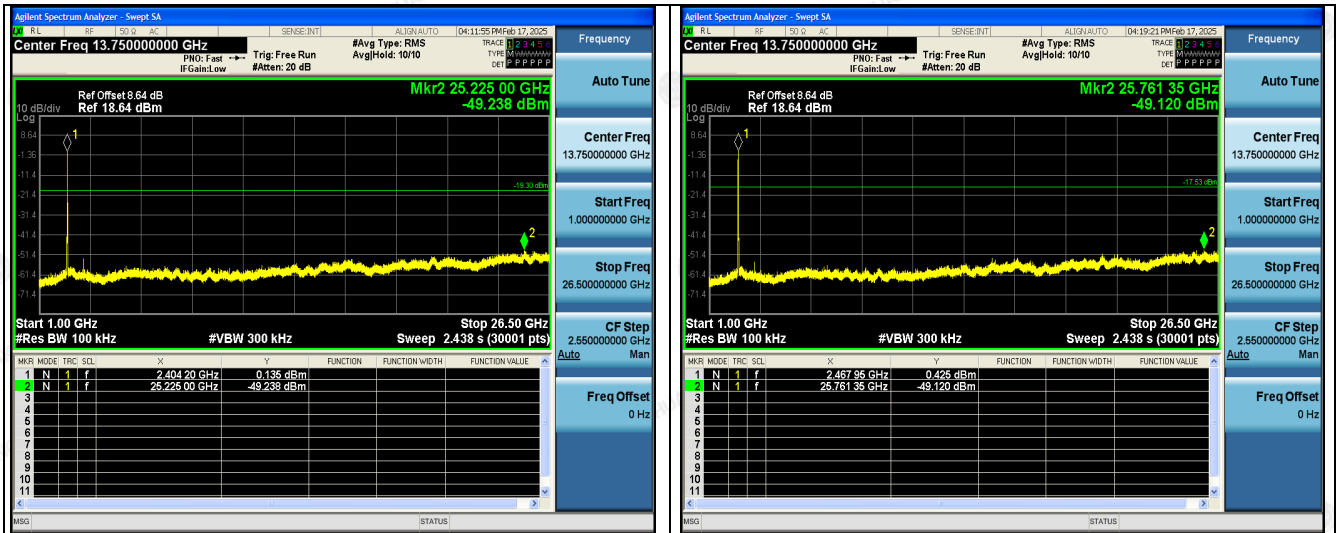 Agilent Spectrum Analyzer - Swept SA
LXI RL RF 50 Ω AC SENSE:INT ALIGN AUTO 04:11:55 PM Feb 17, 2025
Center Freq 13.750000000 GHz
PNO: Fast
IFGain:Low
Trig: Free Run
#Atten: 20 dB
#Avg Type: RMS
Avg|Hold: 10/10
TRACE 1 2 3 4 5 6
TYPE M W W W W W
DET P P P P P P
Mkr2 25.225 00 GHz
-49.238 dBm
Ref Offset 8.64 dB
10 dB/div Ref 18.64 dBm
Log
8.64
-1.36
-11.4
-21.4
-31.4
-41.4
-51.4
-61.4
-71.4
1
-19.30 dBm
2
Start 1.00 GHz Stop 26.50 GHz
#Res BW 100 kHz #VBW 300 kHz Sweep 2.438 s (30001 pts)
MKR MODE TRC SCL X Y FUNCTION FUNCTION WIDTH FUNCTION VALUE
1 N 1 f 2.404 20 GHz 0.135 dBm
2 N 1 f 25.225 00 GHz -49.238 dBm
3
4
5
6
7
8
9
10
11
MSG STATUS
Frequency
Auto Tune
Center Freq
13.750000000 GHz
Start Freq
1.000000000 GHz
Stop Freq
26.500000000 GHz
CF Step
2.550000000 GHz
Auto Man
Freq Offset
0 Hz
Agilent Spectrum Analyzer - Swept SA
LXI RL RF 50 Ω AC SENSE:INT ALIGN AUTO 04:19:21 PM Feb 17, 2025
Center Freq 13.750000000 GHz
PNO: Fast
IFGain:Low
Trig: Free Run
#Atten: 20 dB
#Avg Type: RMS
Avg|Hold: 10/10
TRACE 1 2 3 4 5 6
TYPE M W W W W W
DET P P P P P P
Mkr2 25.761 35 GHz
-49.120 dBm
Ref Offset 8.64 dB
10 dB/div Ref 18.64 dBm
Log
8.64
-1.36
-11.4
-21.4
-31.4
-41.4
-51.4
-61.4
-71.4
1
-17.53 dBm
2
Start 1.00 GHz Stop 26.50 GHz
#Res BW 100 kHz #VBW 300 kHz Sweep 2.438 s (30001 pts)
MKR MODE TRC SCL X Y FUNCTION FUNCTION WIDTH FUNCTION VALUE
1 N 1 f 2.467 95 GHz 0.425 dBm
2 N 1 f 25.761 35 GHz -49.120 dBm
3
4
5
6
7
8
9
10
11
MSG STATUS
Frequency
Auto Tune
Center Freq
13.750000000 GHz
Start Freq
1.000000000 GHz
Stop Freq
26.500000000 GHz
CF Step
2.550000000 GHz
Auto Man
Freq Offset
0 Hz